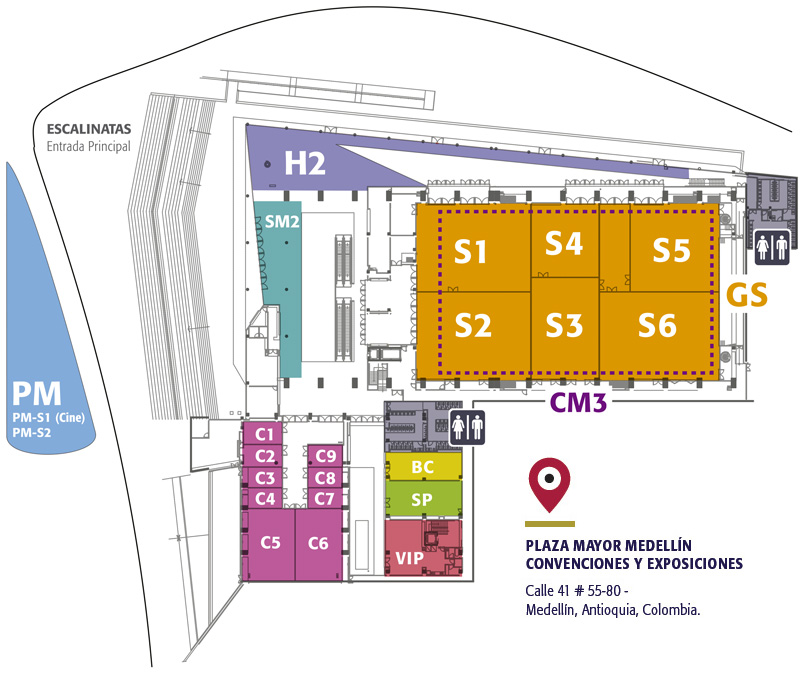 ESCALINATAS
Entrada Principal
H2
SM2
S1
S4
S5
GS
S2
S3
S6
PM
PM-S1 (Cine)
PM-S2
CM3
C1
C2
C9
C3
C8
C4
C7
C5
C6
BC
SP
VIP
PLAZA MAYOR MEDELLÍN
CONVENCIONES Y EXPOSICIONES
Calle 41 # 55-80 -
Medellín, Antioquia, Colombia.